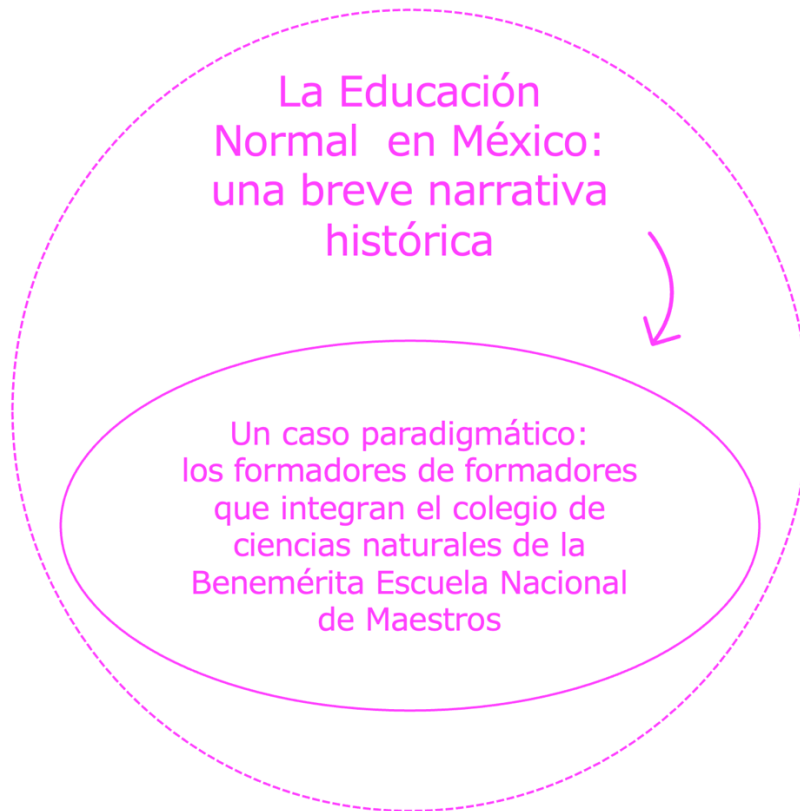 La Educación
Normal  en México:
una breve narrativa
histórica
Un caso paradigmático:
los formadores de formadores
que integran el colegio de
ciencias naturales de la
Benemérita Escuela Nacional
de Maestros